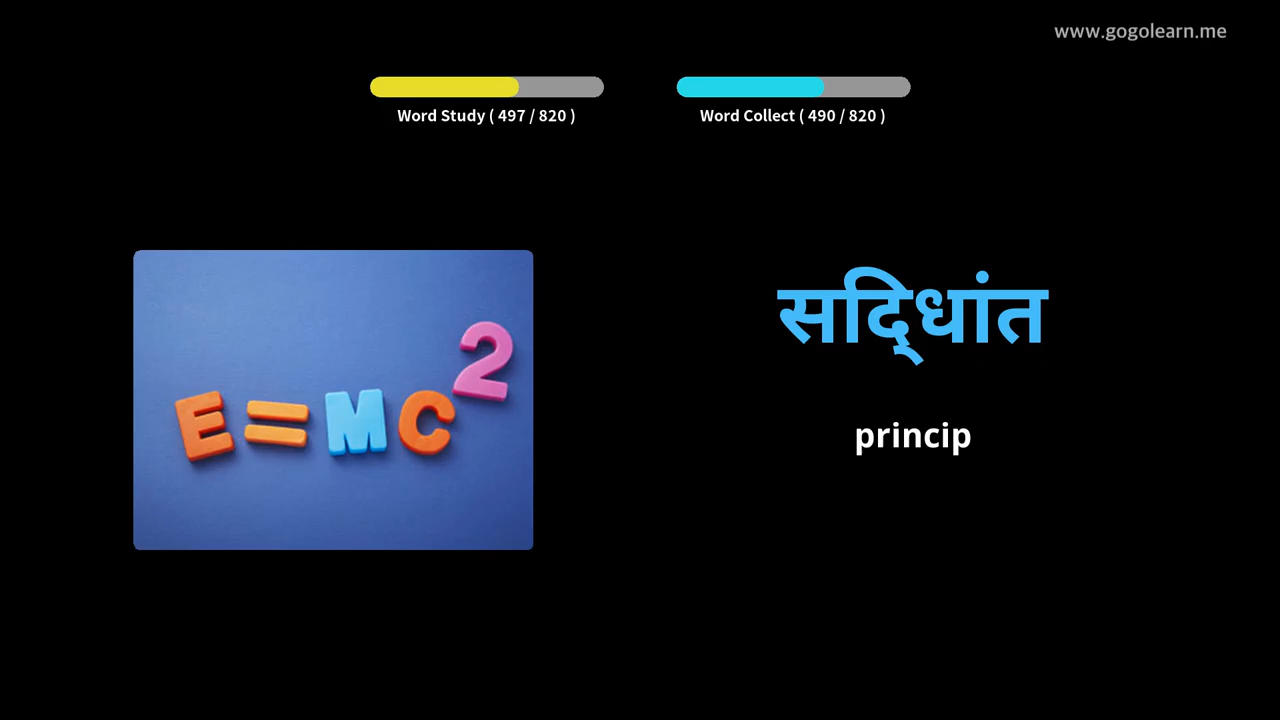 www.gogolearn.me
Word Study ( 497 / 820 )
Word Collect ( 490 / 820 )
E=MC2
सद्धिांत
princip